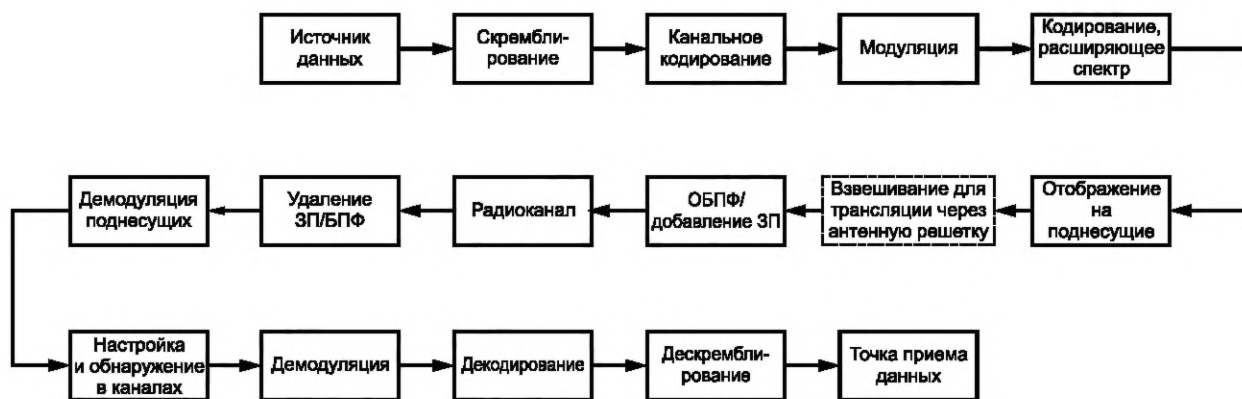 Источник
данных
Скрембли-
рование
Канальное
кодирование
Модуляция
Кодирование,
расширяющее
спектр
Демодуляция
поднесущих
Удаление
ЗП/БПФ
Радиоканал
ОБПФ/
добавление ЗП
Взвешивание для
трансляции через
антенную решетку
Отображение
на
поднесущие
Настройка
и обнаружение
в каналах
Демодуляция
Декодирование
Дескрембли-
рование
Точка приема
данных